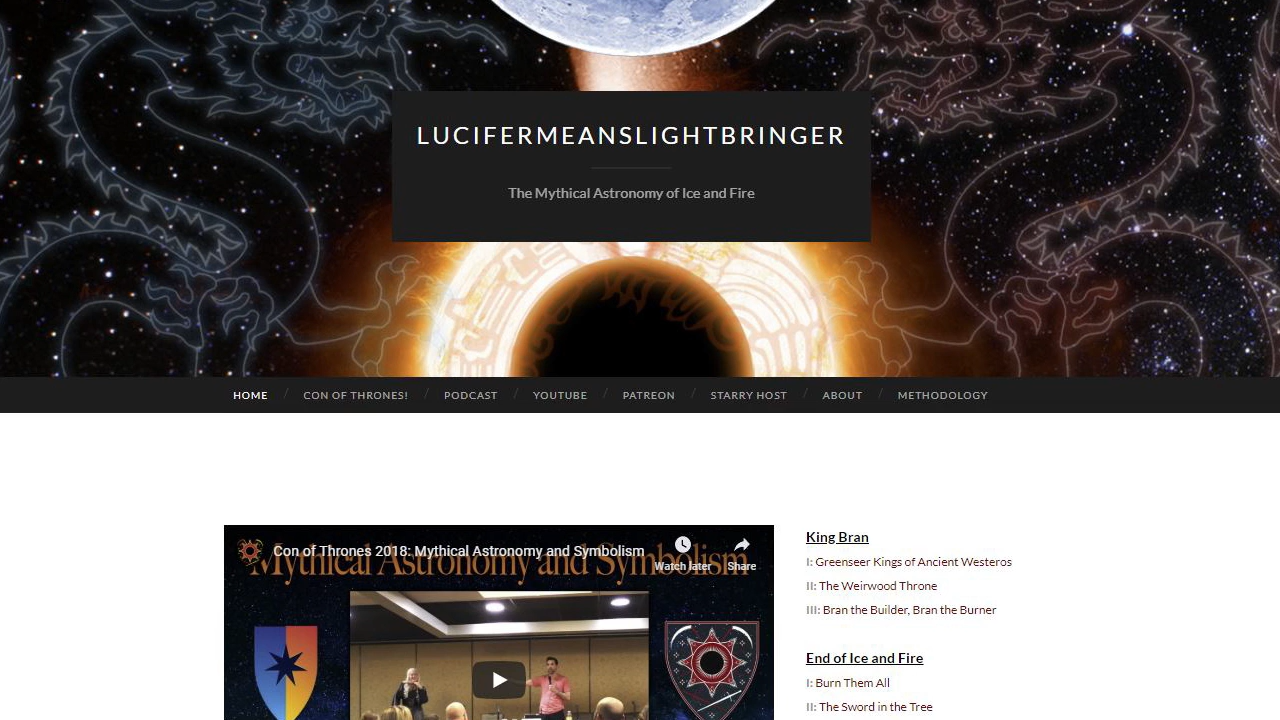 LUCIFERMEANSLIGHTBRINGER
The Mythical Astronomy of Ice and Fire
HOME / CON OF THRONES! / PODCAST / YOUTUBE / PATREON / STARRY HOST / ABOUT / METHODOLOGY
Mythical Astronomy and Symbolism
Con of Thrones 2018: Mythical Astronomy and Symbolism
Watch later
Share
King Bran
I: Greenseer Kings of Ancient Westeros
II: The Weirwood Throne
III: Bran the Builder, Bran the Burner
End of Ice and Fire
I: Burn Them All
II: The Sword in the Tree